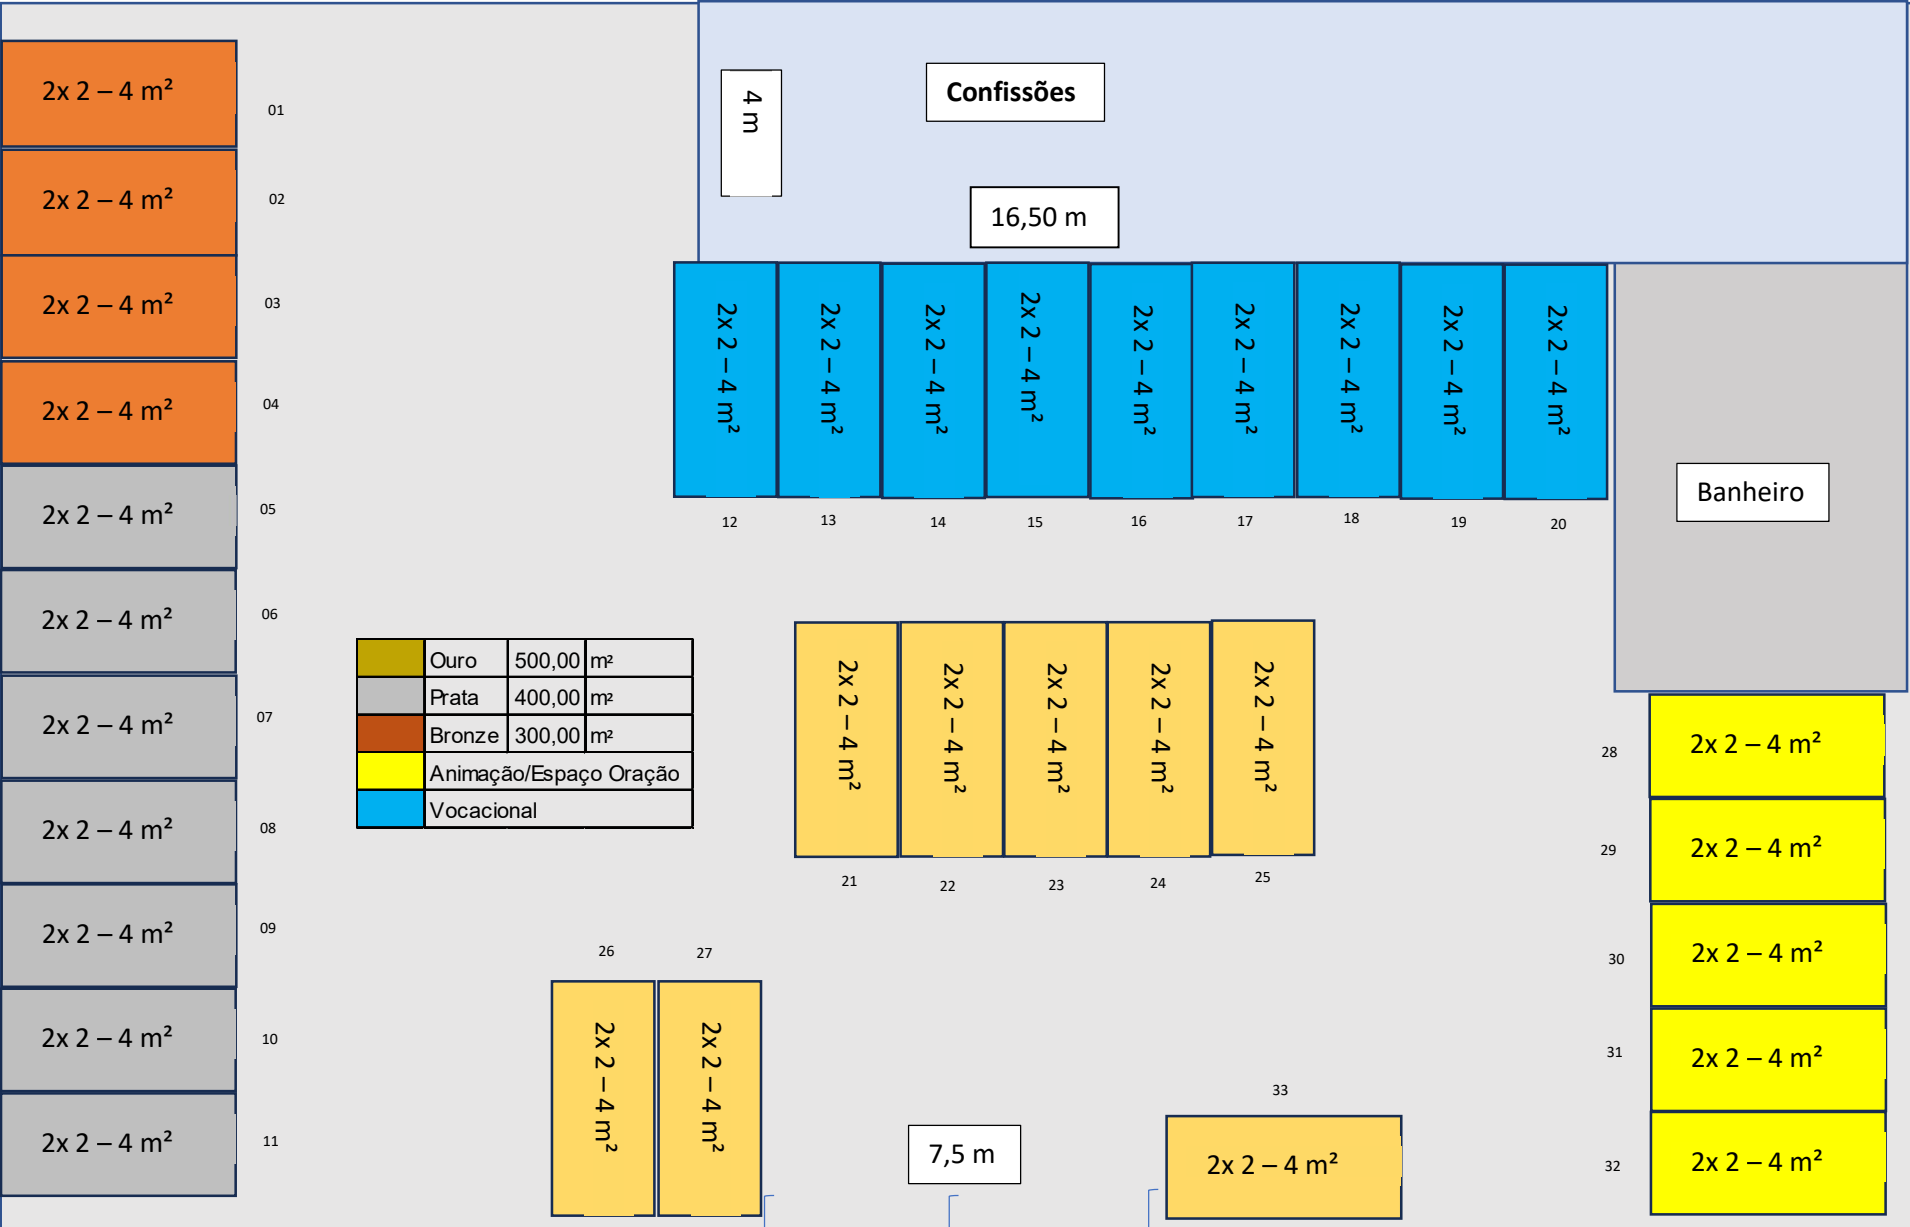 2x 2 – 4 m²
01
2x 2 – 4 m²
02
2x 2 – 4 m²
03
2x 2 – 4 m²
04
2x 2 – 4 m²
05
2x 2 – 4 m²
06
2x 2 – 4 m²
07
2x 2 – 4 m²
08
2x 2 – 4 m²
09
2x 2 – 4 m²
10
2x 2 – 4 m²
11
4 m
Confissões
16,50 m
2x 2 – 4 m²
2x 2 – 4 m²
2x 2 – 4 m²
2x 2 – 4 m²
2x 2 – 4 m²
2x 2 – 4 m²
2x 2 – 4 m²
2x 2 – 4 m²
2x 2 – 4 m²
12 13 14 15 16 17 18 19 20
Banheiro
Ouro 500,00 m²
Prata 400,00 m²
Bronze 300,00 m²
Animação/Espaço Oração
Vocacional
2x 2 – 4 m²
2x 2 – 4 m²
2x 2 – 4 m²
2x 2 – 4 m²
2x 2 – 4 m²
21 22 23 24 25
26 27
2x 2 – 4 m²
2x 2 – 4 m²
7,5 m
33
2x 2 – 4 m²
28
2x 2 – 4 m²
29
2x 2 – 4 m²
30
2x 2 – 4 m²
31
2x 2 – 4 m²
32
2x 2 – 4 m²